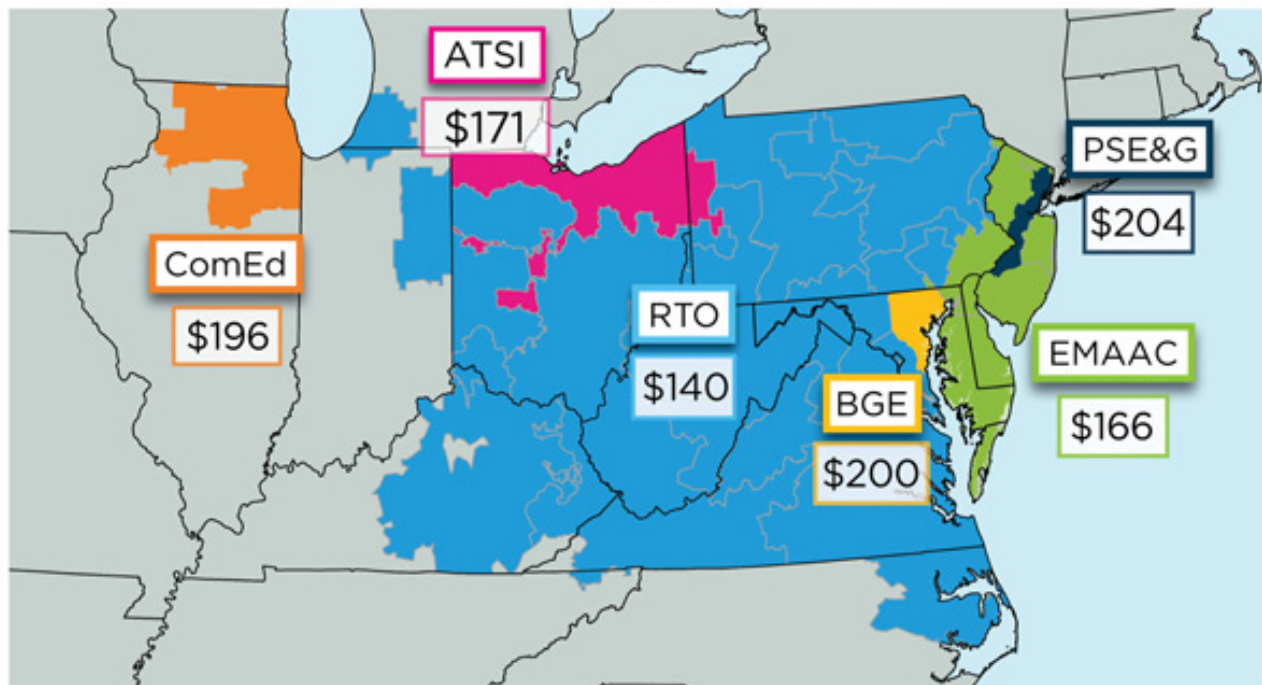 ATSI
$171
PSE&G
$204
ComEd
$196
RTO
$140
EMAAC
$166
BGE
$200